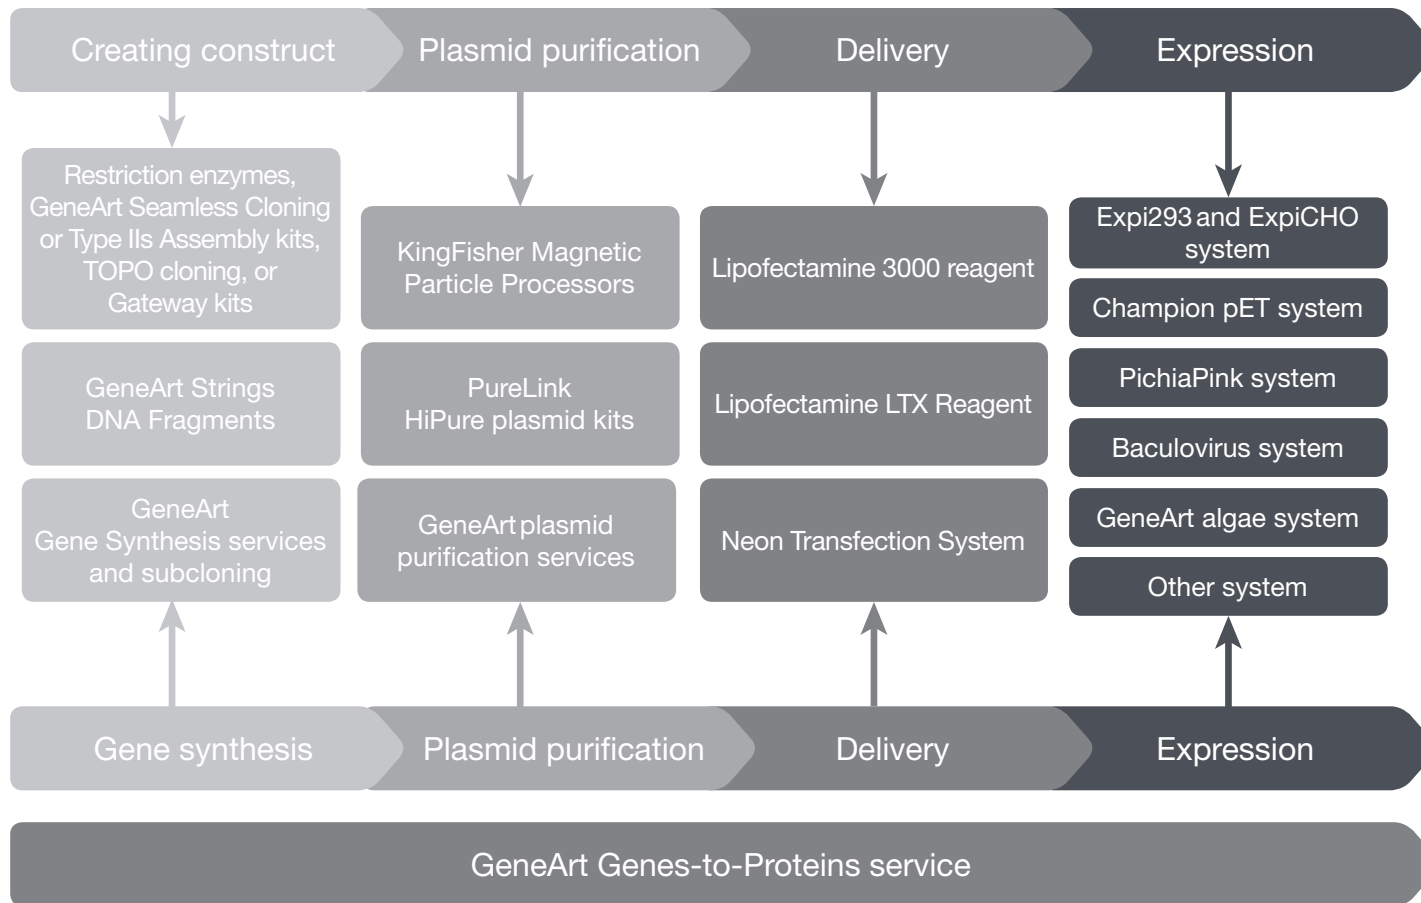 Creating construct
Plasmid purification
Delivery
Expression
Restriction enzymes,
GeneArt Seamless Cloning
or Type IIs Assembly kits,
TOPO cloning, or
Gateway kits
GeneArt Strings
DNA Fragments
GeneArt
Gene Synthesis services
and subcloning
KingFisher Magnetic
Particle Processors
PureLink
HiPure plasmid kits
GeneArt plasmid
purification services
Lipofectamine 3000 reagent
Lipofectamine LTX Reagent
Neon Transfection System
Expi293 and ExpiCHO
system
Champion pET system
PichiaPink system
Baculovirus system
GeneArt algae system
Other system
Gene synthesis
Plasmid purification
Delivery
Expression
GeneArt Genes-to-Proteins service